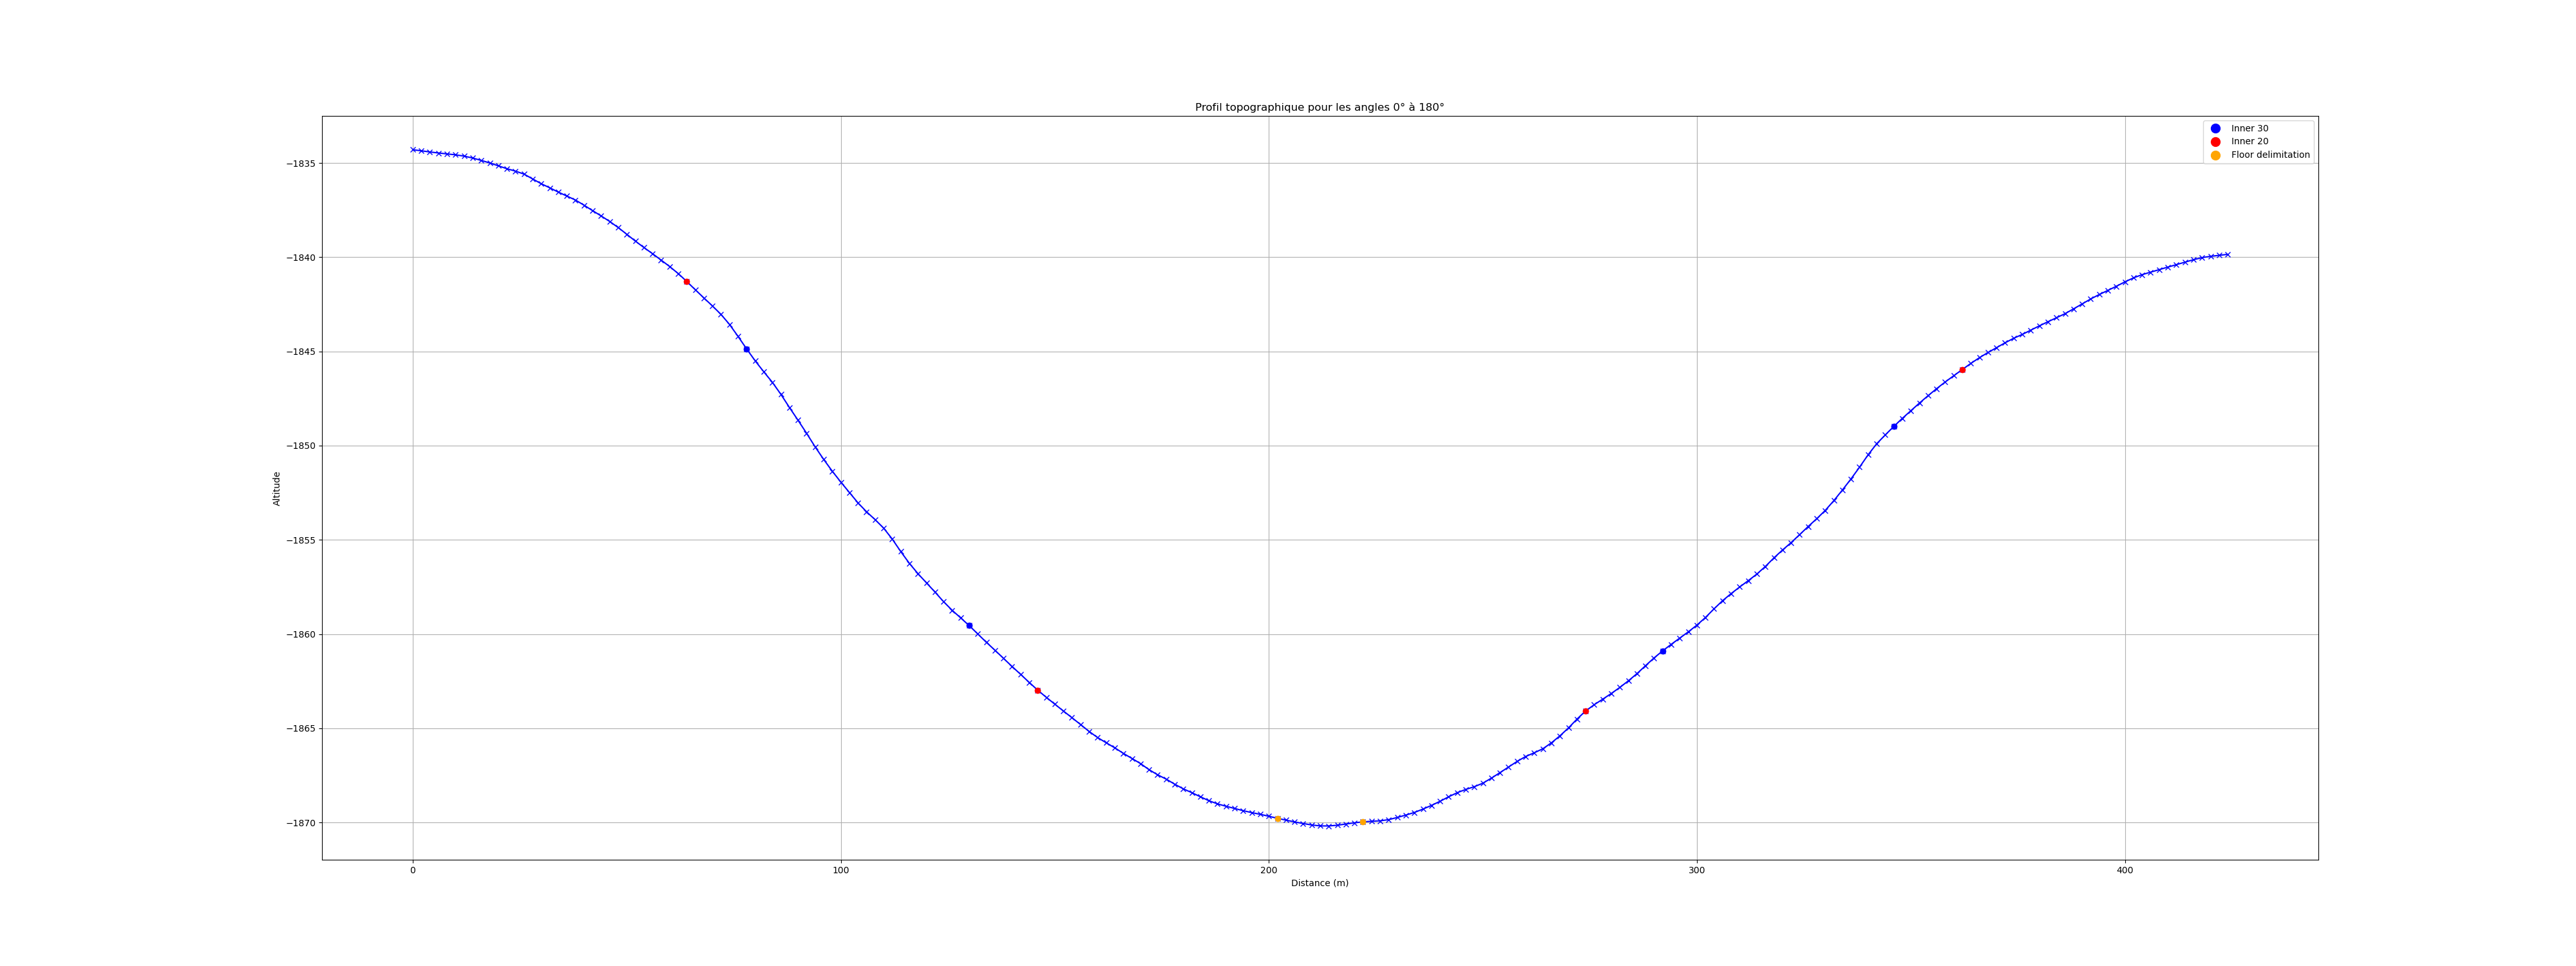 Profil topographique pour les angles 0° à 180°
Inner 30
Inner 20
Floor delimitation
−1835
−1840
−1845
−1850
−1855
−1860
−1865
−1870
Altitude
0 100 200 300 400
Distance (m)